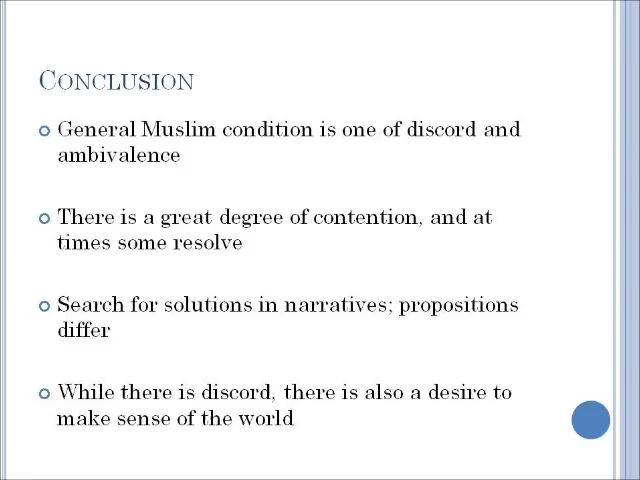 CONCLUSION
General Muslim condition is one of discord and
ambivalence
There is a great degree of contention, and at
times some resolve
Search for solutions in narratives; propositions
differ
While there is discord, there is also a desire to
make sense of the world